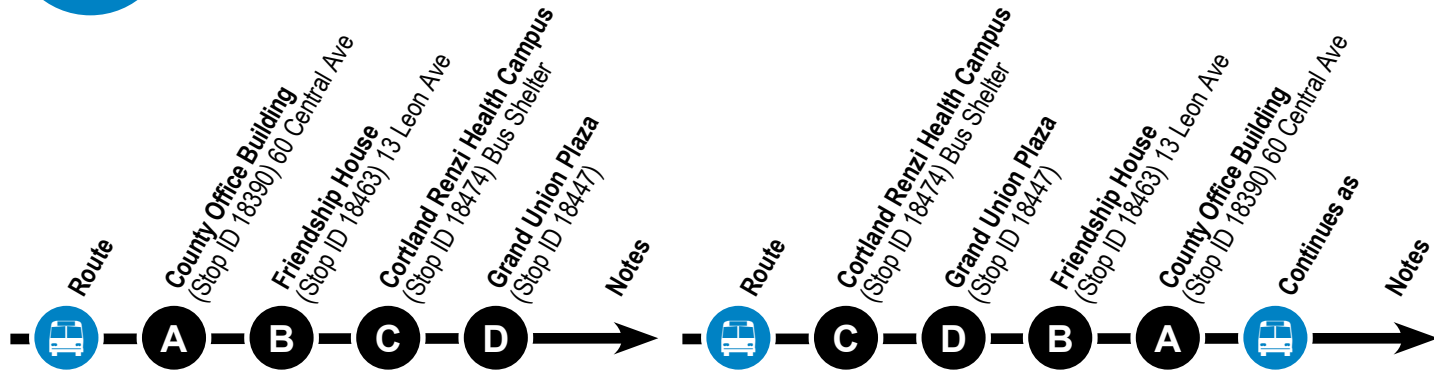 Route
County Office Building
(Stop ID 18390) 60 Central Ave
Friendship House
(Stop ID 18463) 13 Leon Ave
Cortland Renzi Health Campus
(Stop ID 18474) Bus Shelter
Grand Union Plaza
(Stop ID 18447)
Notes
A
B
C
D
Route
Cortland Renzi Health Campus
(Stop ID 18474) Bus Shelter
Grand Union Plaza
(Stop ID 18447)
Friendship House
(Stop ID 18463) 13 Leon Ave
County Office Building
(Stop ID 18390) 60 Central Ave
Continues as
Notes
C
D
B
A